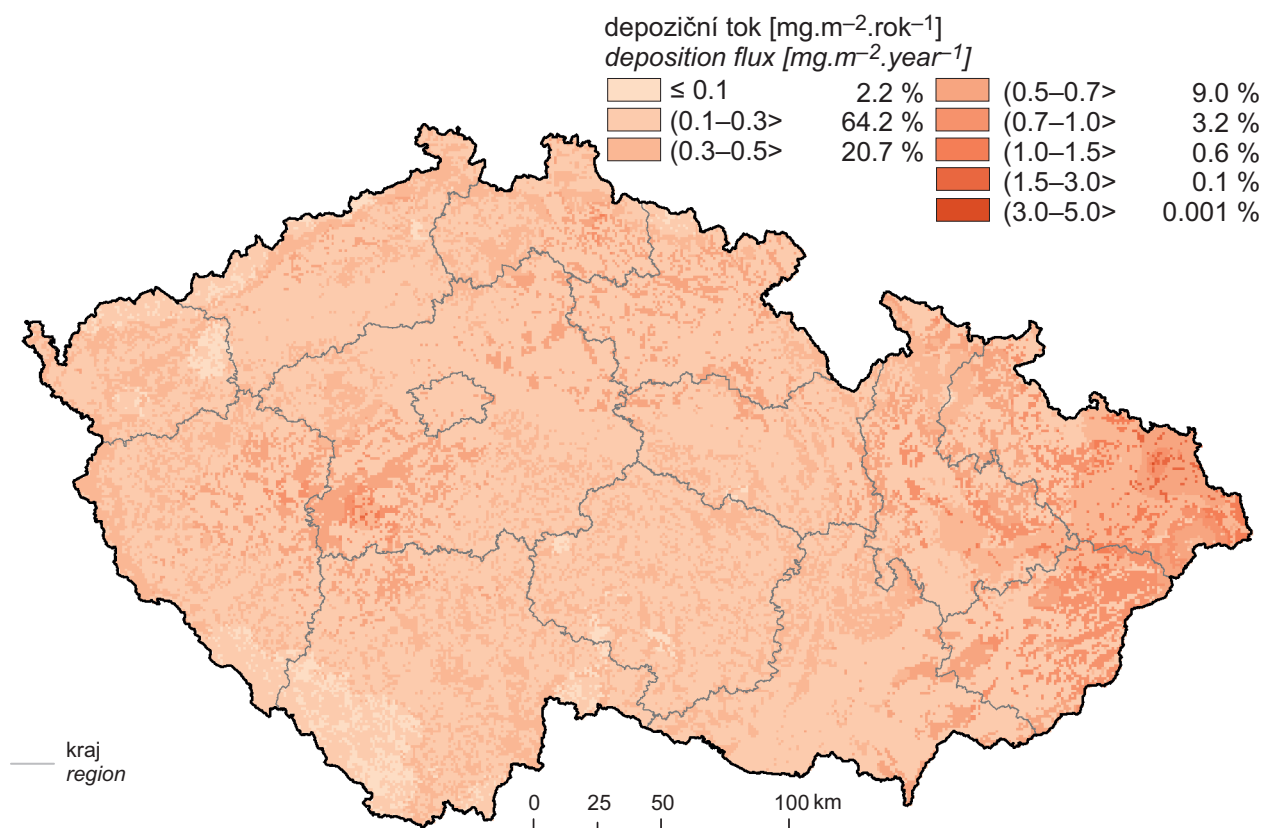 depoziční tok [mg.m–2.rok–1]
deposition flux [mg.m–2.year–1]
≤ 0.1 2.2 %
(0.1–0.3> 64.2 %
(0.3–0.5> 20.7 %
(0.5–0.7> 9.0 %
(0.7–1.0> 3.2 %
(1.0–1.5> 0.6 %
(1.5–3.0> 0.1 %
(3.0–5.0> 0.001 %
kraj
region
0 25 50 100 km